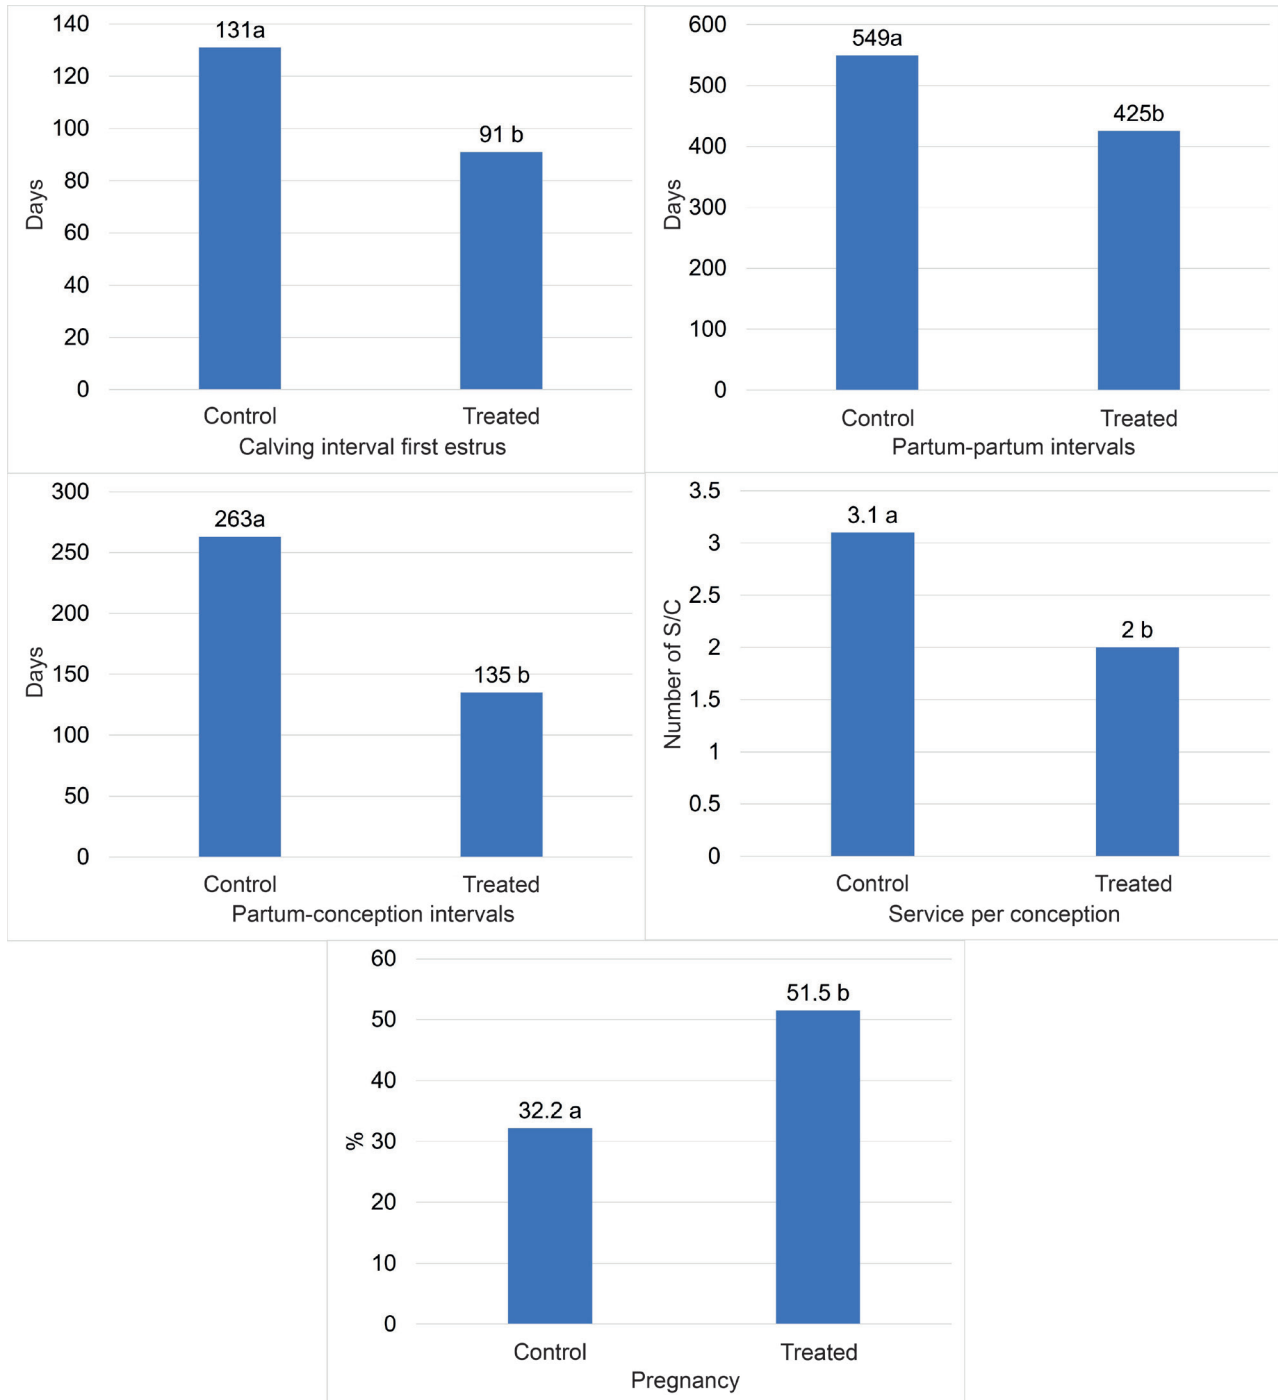 140
120
100
80
60
40
20
0
Days
131a
91 b
Control
Treated
Calving interval first estrus
600
500
400
300
200
100
0
Days
549a
425b
Control
Treated
Partum-partum intervals
300
250
200
150
100
50
0
Days
263a
135 b
Control
Treated
Partum-conception intervals
3.5
3
2.5
2
1.5
1
0.5
0
Number of S/C
3.1 a
2 b
Control
Treated
Service per conception
60
50
40
30
20
10
0
%
32.2 a
51.5 b
Control
Treated
Pregnancy